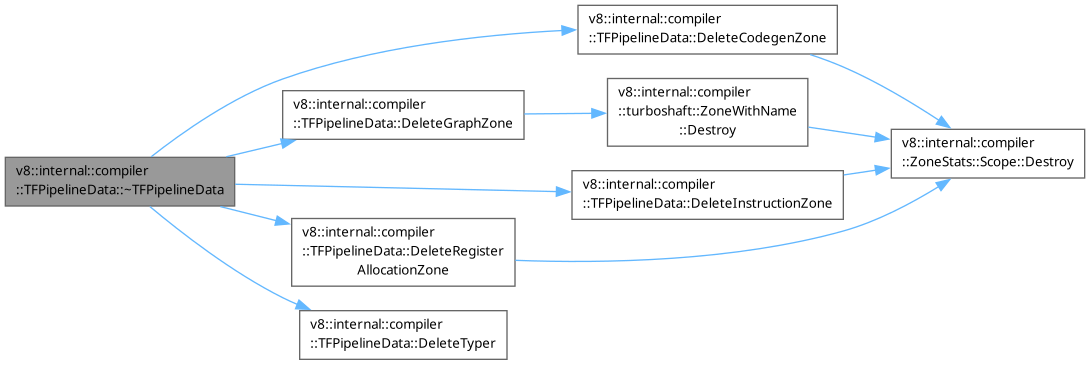 v8::internal::compiler
::TFPipelineData::~TFPipelineData
v8::internal::compiler
::TFPipelineData::DeleteCodegenZone
v8::internal::compiler
::TFPipelineData::DeleteGraphZone
v8::internal::compiler
::turboshaft::ZoneWithName
::Destroy
v8::internal::compiler
::ZoneStats::Scope::Destroy
v8::internal::compiler
::TFPipelineData::DeleteInstructionZone
v8::internal::compiler
::TFPipelineData::DeleteRegister
AllocationZone
v8::internal::compiler
::TFPipelineData::DeleteTyper